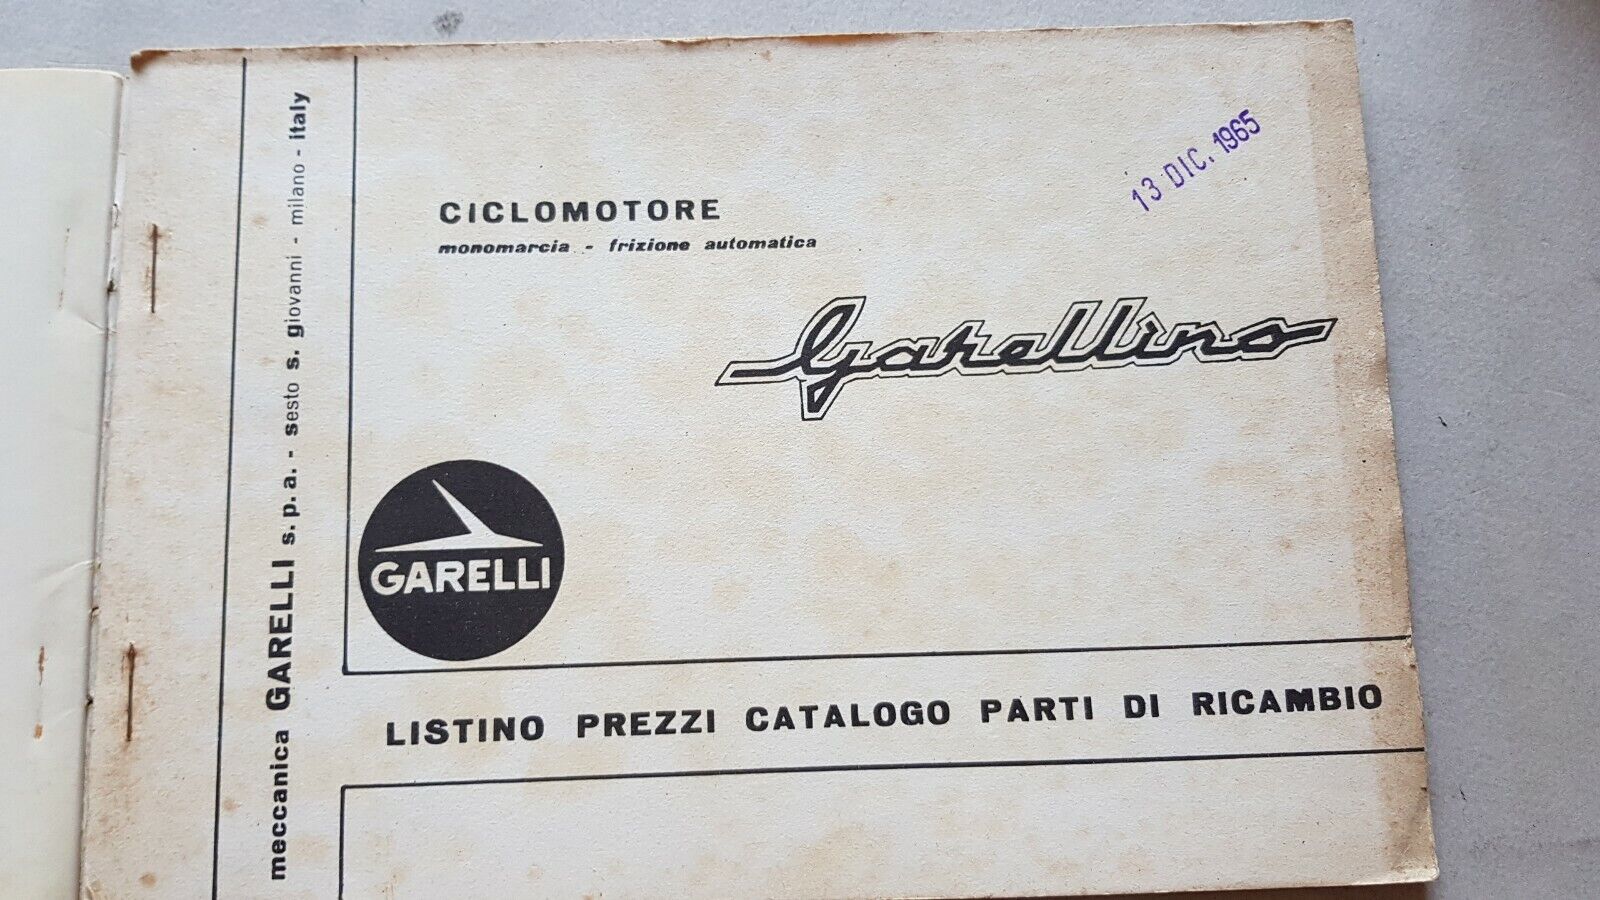 meccanica GARELLI s.p.a. - sesto s. giovanni - milano - italy
13 DIC. 1965
CICLOMOTORE
monomarcia - frizione automatica
Garellino
GARELLI
LISTINO PREZZI CATALOGO PARTI DI RICAMBIO